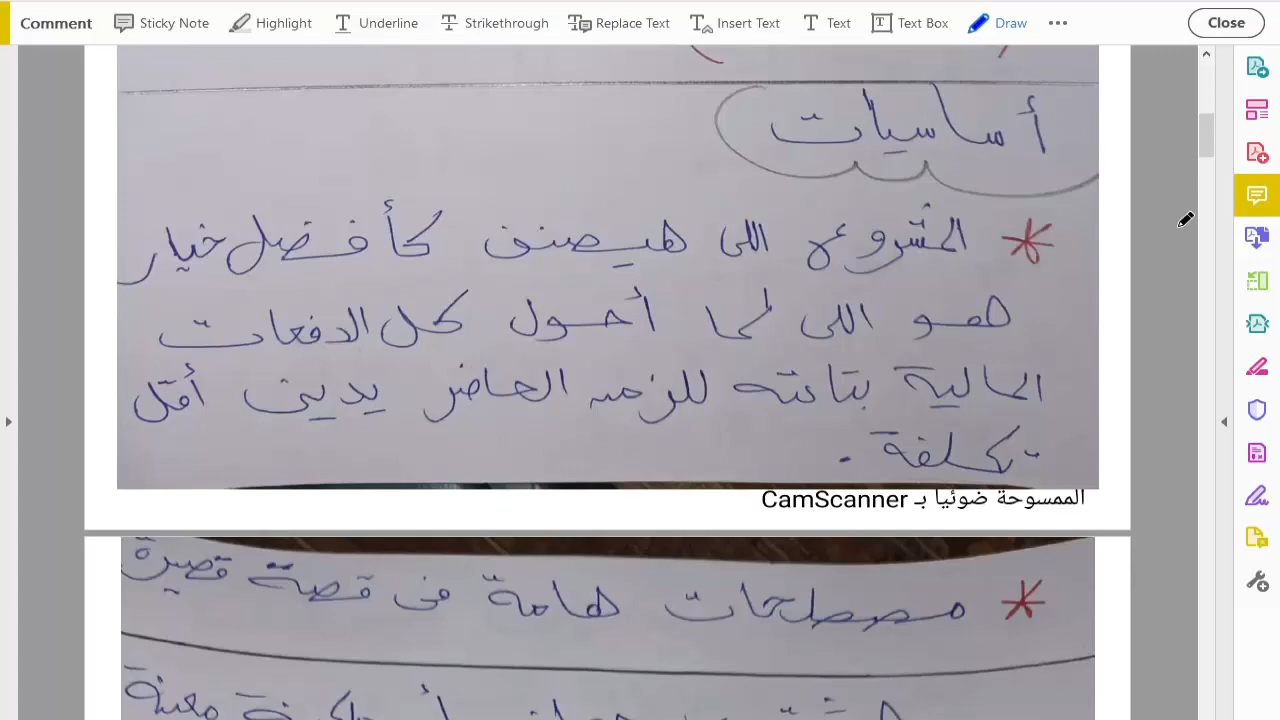 Comment Sticky Note Highlight Underline Strikethrough Replace Text Insert Text Text Text Box Draw Close
أساسيات
* المشروع اللى هيصنف كأفضل خيار
هو اللى لما أحول كل الدفعات
المالية بتاعته للزمن الحاضر يدينى أقل
تكلفة .
الممسوحة ضوئيا بـ CamScanner
* مصطلحات هامة فى قصة قصيرة
معينة